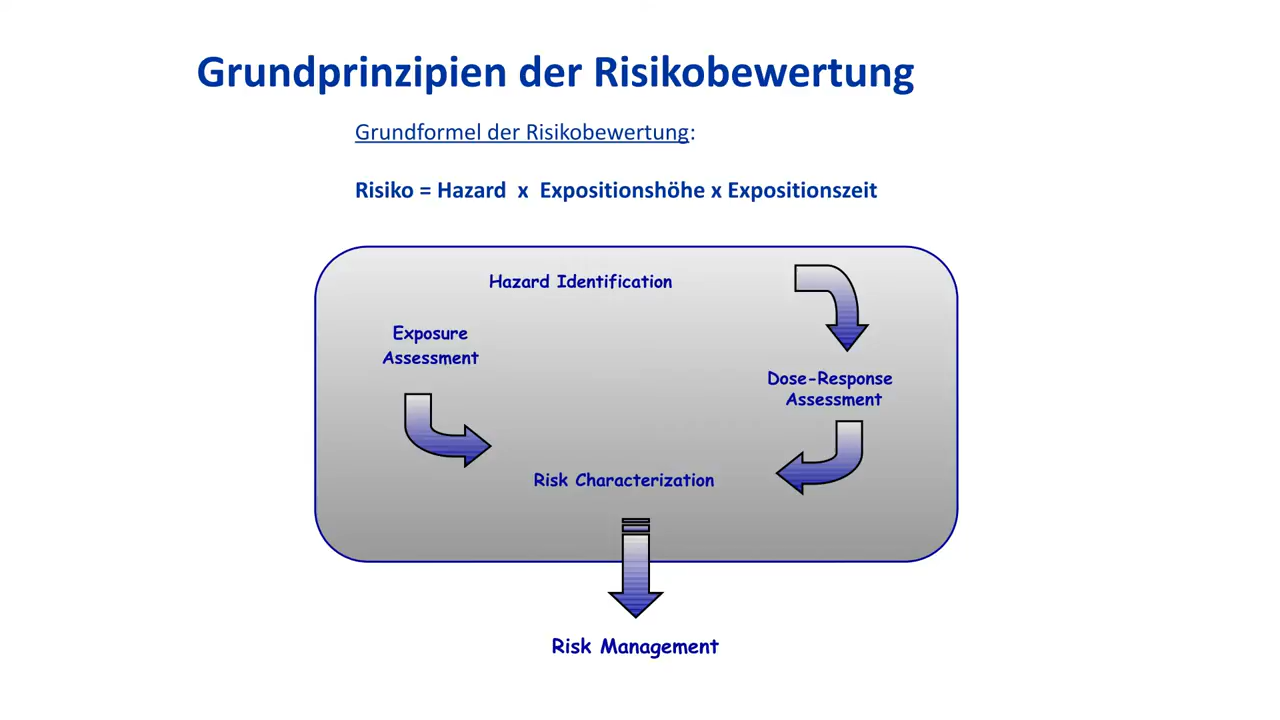 Grundprinzipien der Risikobewertung
Grundformel der Risikobewertung:
Risiko = Hazard x Expositionshöhe x Expositionszeit
Hazard Identification
Exposure
Assessment
Dose-Response
Assessment
Risk Characterization
Risk Management